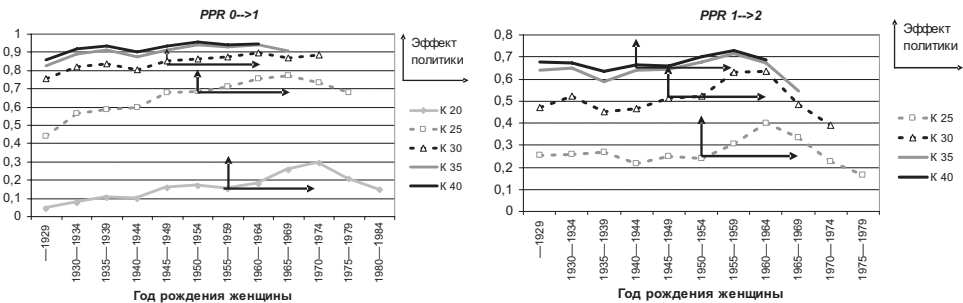 PPR 0-->1
1
0,9
0,8
0,7
0,6
0,5
0,4
0,3
0,2
0,1
0
—1929
1930—1934
1935—1939
1940—1944
1945—1949
1950—1954
1955—1959
1960—1964
1965—1969
1970—1974
1975—1979
1980—1984
Год рождения женщины
Эффект
политики
К 20
К 25
К 30
К 35
К 40
PPR 1-->2
0,8
0,7
0,6
0,5
0,4
0,3
0,2
0,1
0
—1929
1930—1934
1935—1939
1940—1944
1945—1949
1950—1954
1955—1959
1960—1964
1965—1969
1970—1974
1975—1979
Год рождения женщины
Эффект
политики
К 25
К 30
К 35
К 40